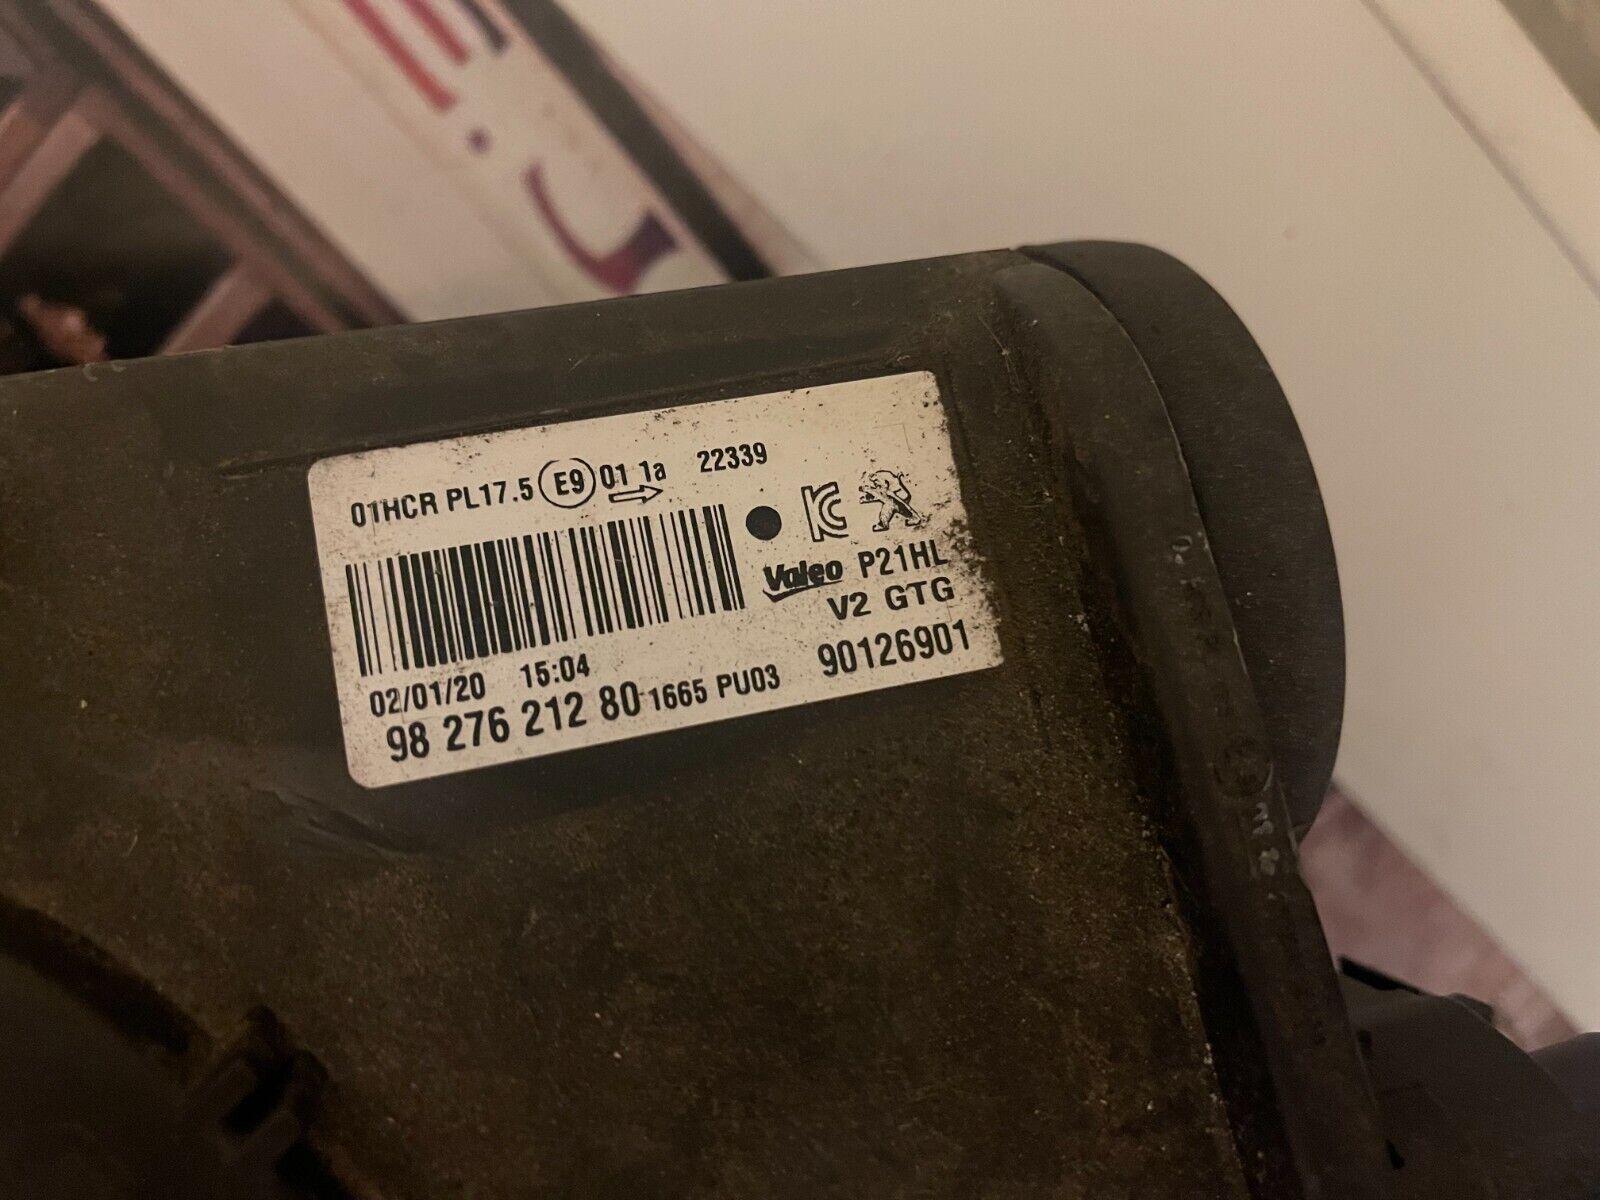 E.J
01HCR PL17.5 E9 01 1a 22339
KC
Valeo P21HL
V2 GTG
02/01/20 15:04
98 276 212 80 1665 PU03 90126901